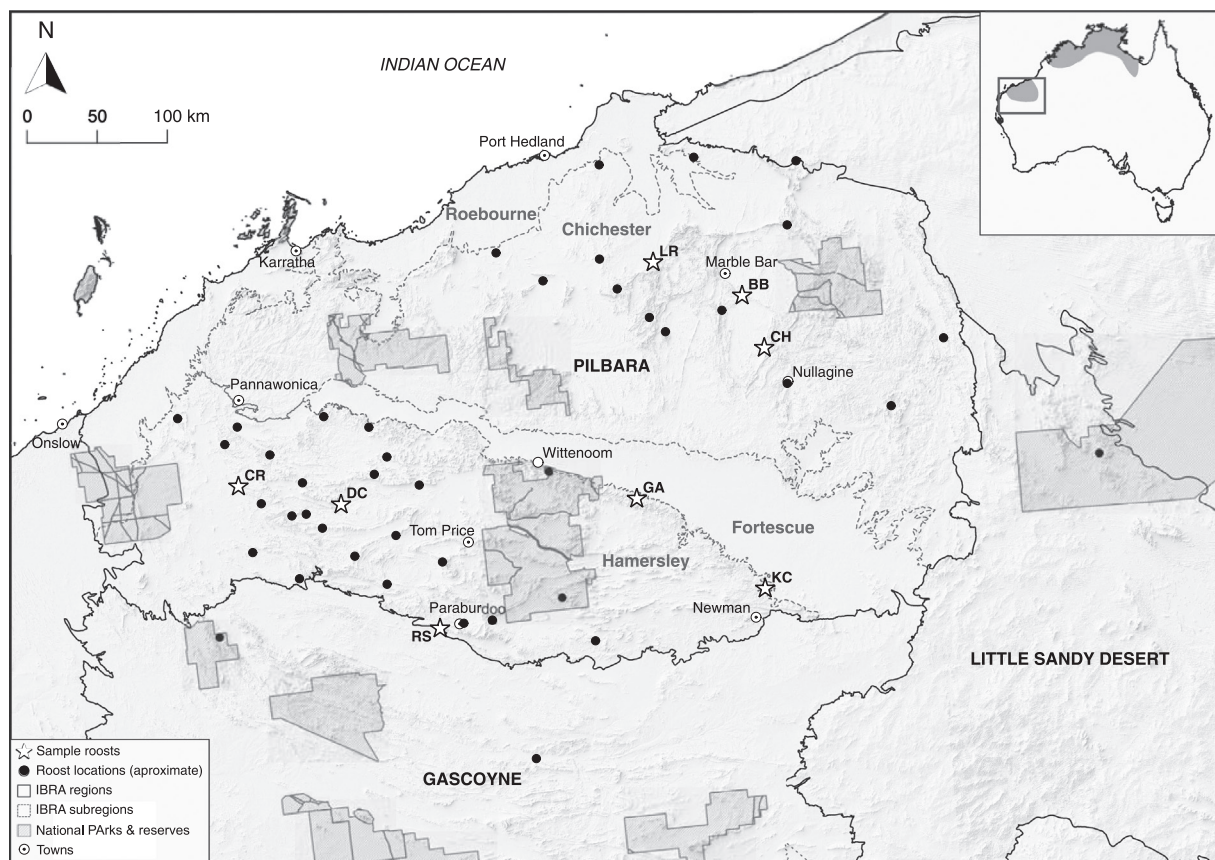 N
INDIAN OCEAN
0 50 100 km
Port Hedland
Roebourne
Chichester
Karratha
LR
Marble Bar
BB
CH
PILBARA
Nullagine
Pannawonica
Onslow
Wittenoom
CR
DC
GA
Tom Price
Fortescue
Hamersley
KC
Newman
Paraburdoo
RS
LITTLE SANDY DESERT
GASCOYNE
Sample roosts
Roost locations (aproximate)
IBRA regions
IBRA subregions
National PArks & reserves
Towns